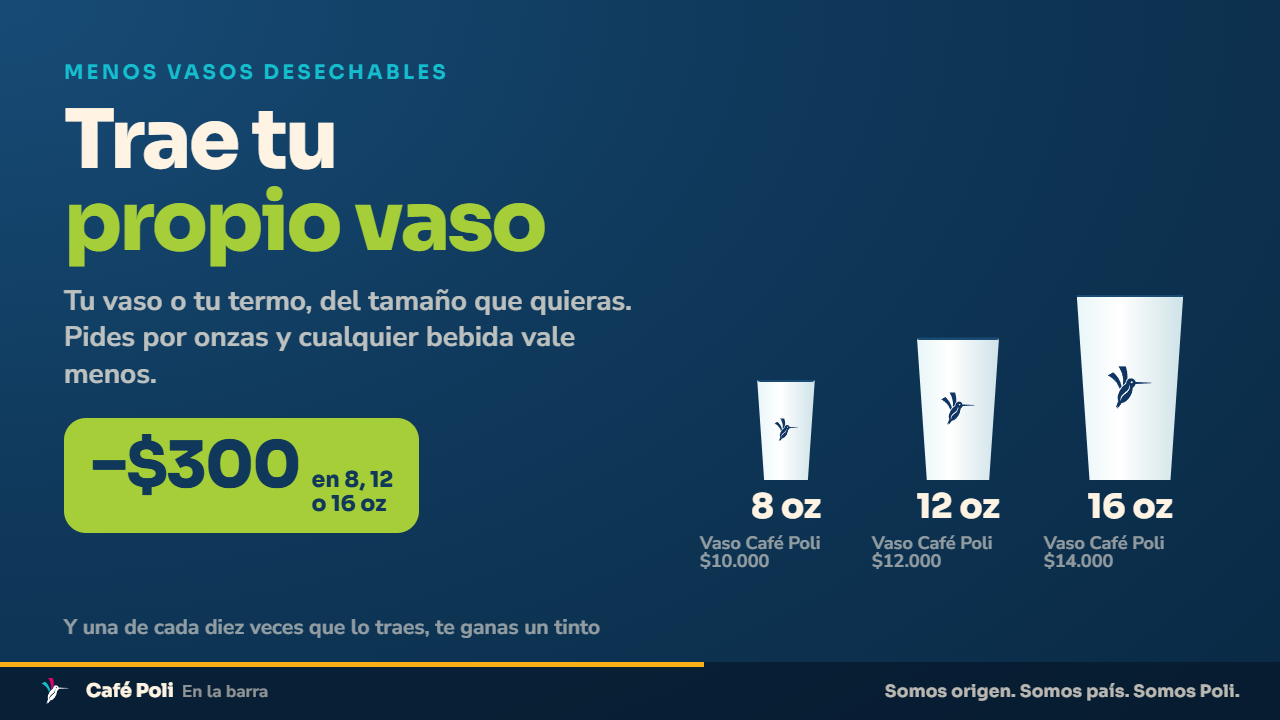 MENOS VASOS DESECHABLES
Trae tu
propio vaso
Tu vaso o tu termo, del tamaño que quieras.
Pides por onzas y cualquier bebida vale
menos.
–$300 en 8, 12
o 16 oz
8 oz
Vaso Café Poli
$10.000
12 oz
Vaso Café Poli
$12.000
16 oz
Vaso Café Poli
$14.000
Y una de cada diez veces que lo traes, te ganas un tinto
Café Poli En la barra
Somos origen. Somos país. Somos Poli.